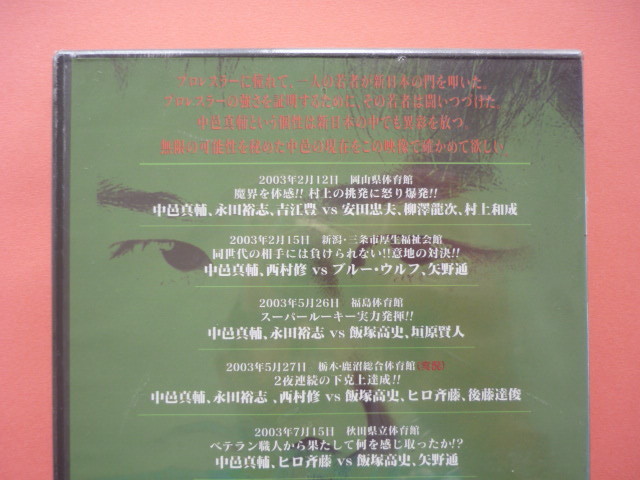 プロレスラーに憧れて、一人の若者が新日本の門を叩いた。
プロレスラーの強さを証明するために、その若者は闘いつづけた。
中邑真輔という個性は新日本の中でも異彩を放つ。
無限の可能性を秘めた中邑の現在をこの映像で確かめて欲しい
2003年2月12日 岡山県体育館
魔界を体感!! 村上の挑発に怒り爆発!!
中邑真輔、永田裕志、吉江豊 vs 安田忠夫、柳澤龍次、村上和成
2003年2月15日 新潟・三条市厚生福祉会館
同世代の相手には負けられない!!意地の対決!!
中邑真輔、西村修 vs ブルー・ウルフ、矢野通
2003年5月26日 福島体育館
スーパールーキー実力発揮!!
中邑真輔、永田裕志 vs 飯塚高史、垣原賢人
2003年5月27日 栃木・鹿沼総合体育館
2夜連続の下克上達成!!
中邑真輔、永田裕志、西村修 vs 飯塚高史、ヒロ斉藤、後藤達俊
2003年7月15日 秋田県立体育館
ベテラン職人から果たして何を感じ取ったか!?
中邑真輔、ヒロ斉藤 vs 飯塚高史、矢野通